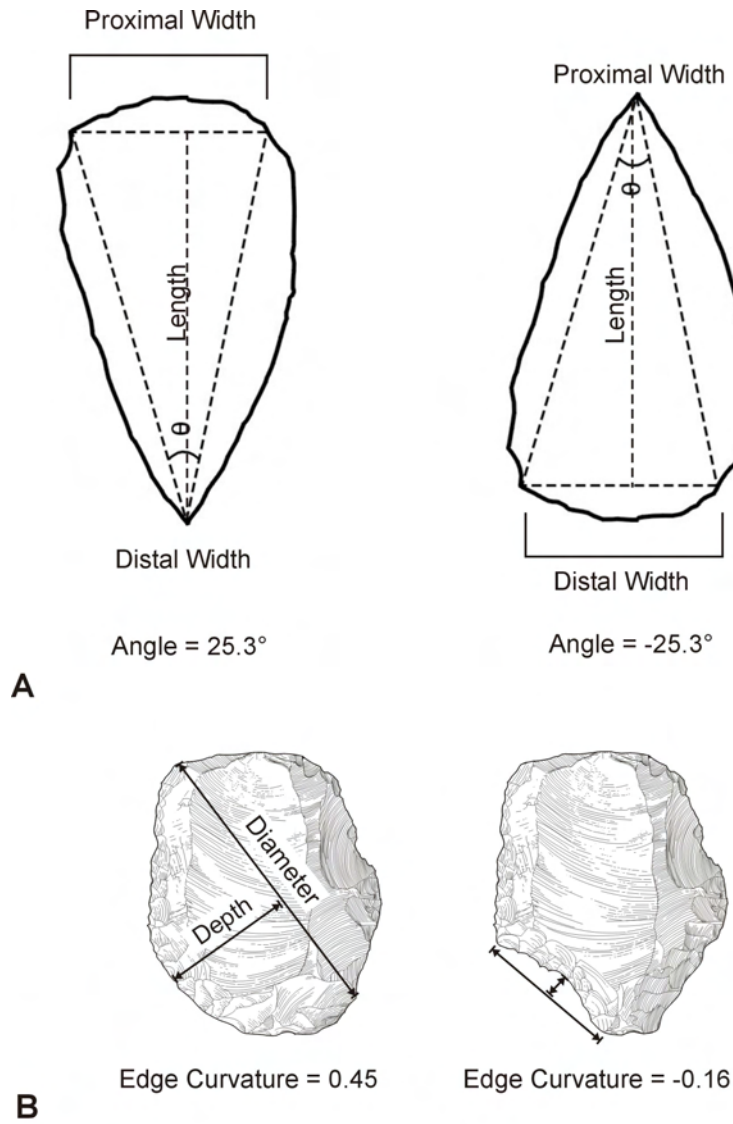 Proximal Width
Length
θ
Distal Width
Angle = 25.3°
Proximal Width
θ
Length
Distal Width
Angle = -25.3°
A
Diameter
Depth
Edge Curvature = 0.45
Edge Curvature = -0.16
B